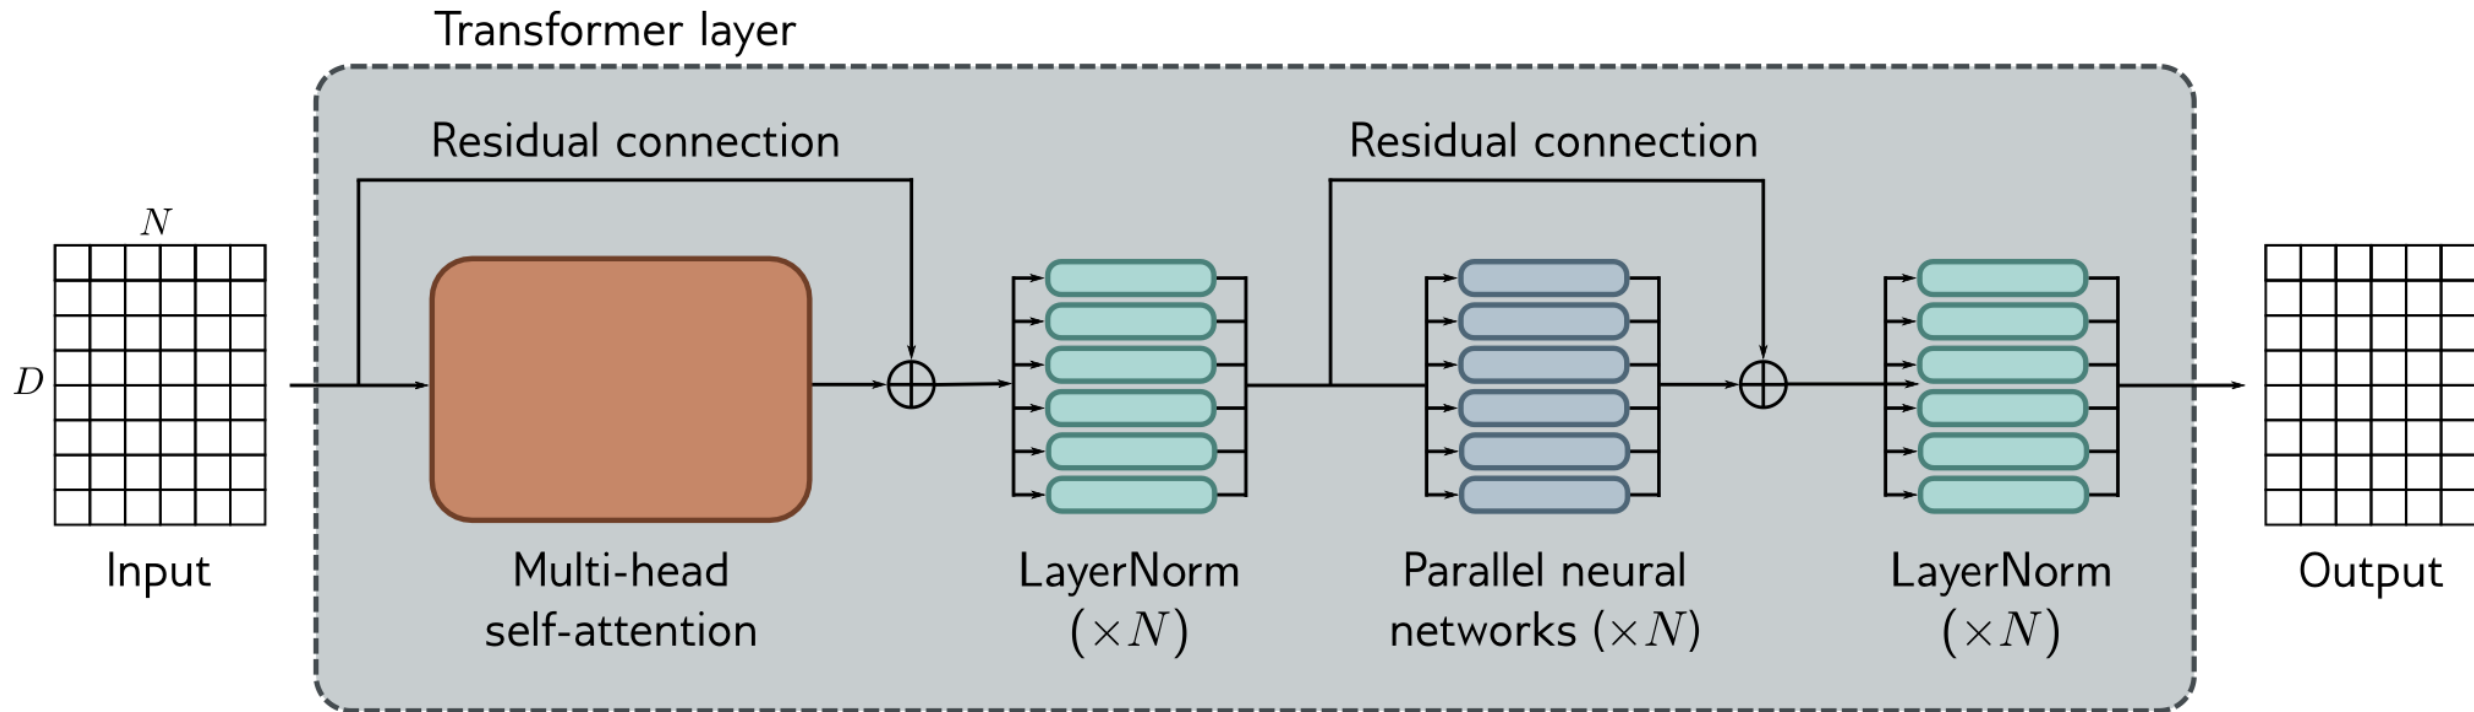 Transformer layer
Residual connection
Residual connection
N
D
Input
Multi-head
self-attention
LayerNorm
(×N)
Parallel neural
networks (×N)
LayerNorm
(×N)
Output